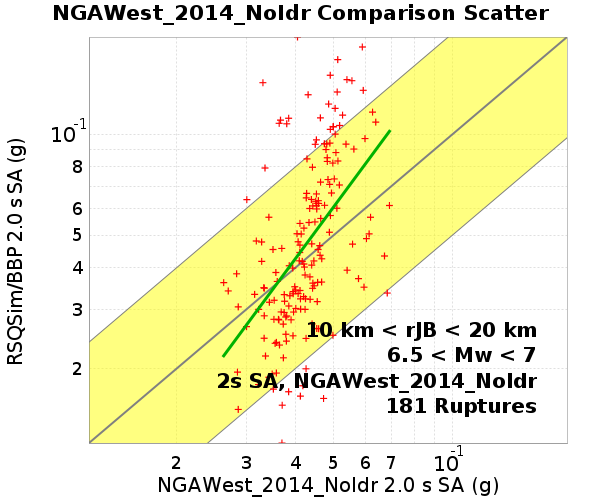 NGAWest_2014_NoIdr Comparison Scatter
RSQSim/BBP 2.0 s SA (g)
10⁻¹
8
6
5
4
3
2
10 km < rJB < 20 km
6.5 < Mw < 7
2s SA, NGAWest_2014_NoIdr
181 Ruptures
2 3 4 5 6 7 10⁻¹
NGAWest_2014_NoIdr 2.0 s SA (g)